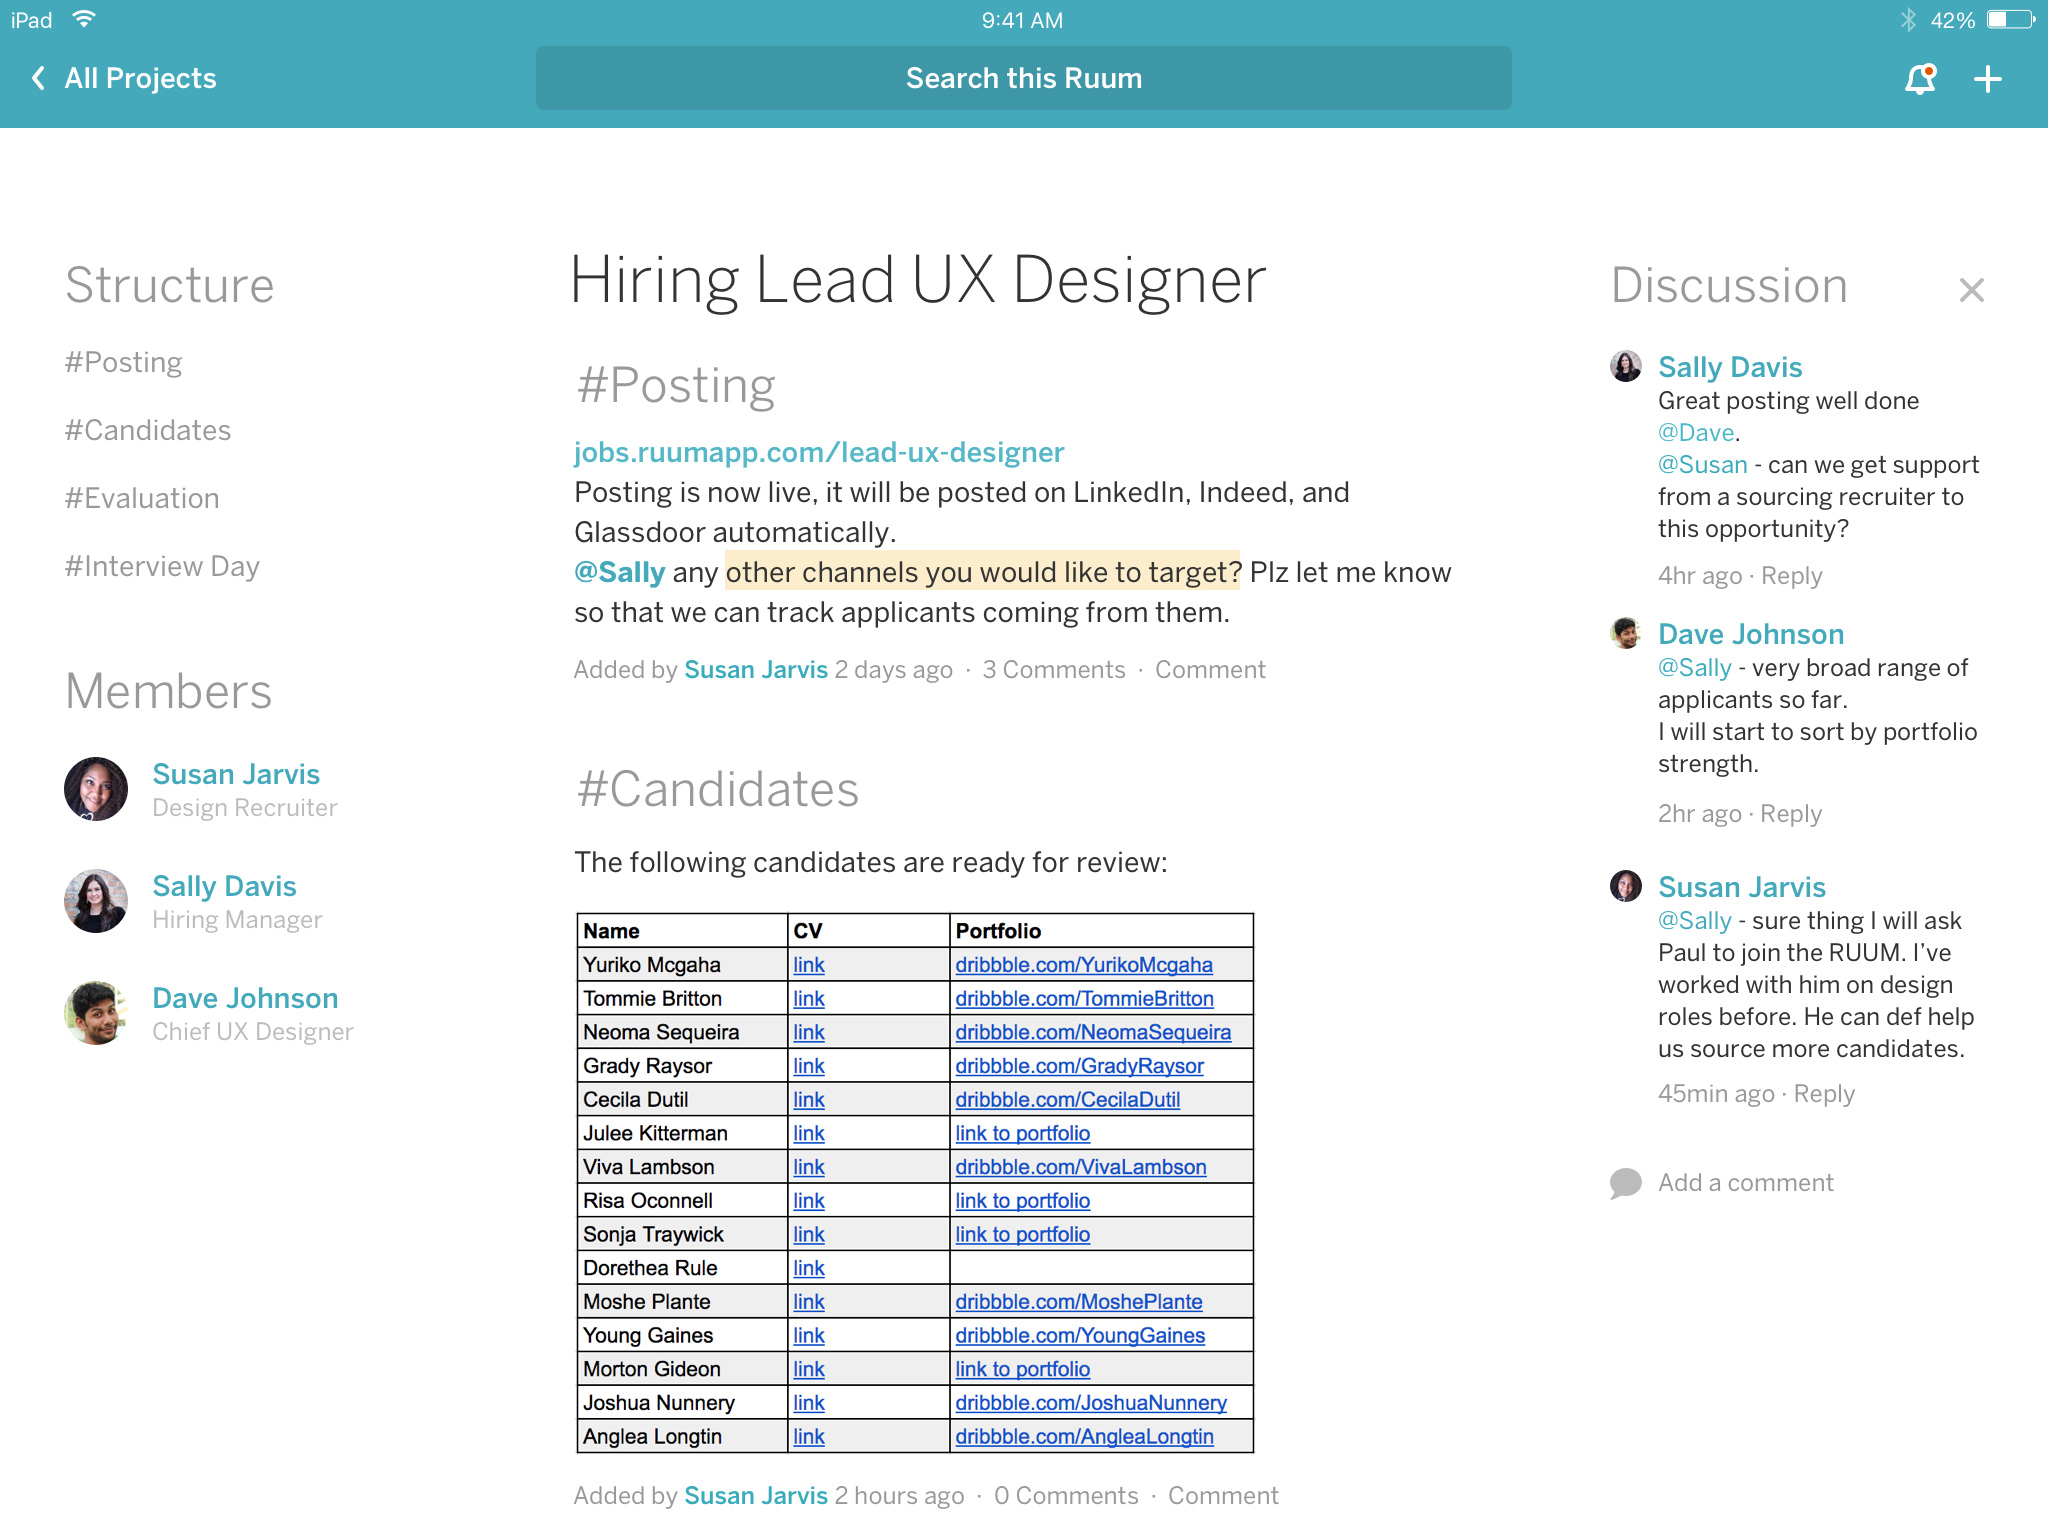 iPad 9:41 AM 42%
All Projects
Search this Ruum
Structure
#Posting
#Candidates
#Evaluation
#Interview Day
Members
Susan Jarvis
Design Recruiter
Sally Davis
Hiring Manager
Dave Johnson
Chief UX Designer
Hiring Lead UX Designer
#Posting
jobs.ruumapp.com/lead-ux-designer
Posting is now live, it will be posted on LinkedIn, Indeed, and
Glassdoor automatically.
@Sally any other channels you would like to target? Plz let me know
so that we can track applicants coming from them.
Added by Susan Jarvis 2 days ago · 3 Comments · Comment
#Candidates
The following candidates are ready for review:
Name CV Portfolio
Yuriko Mcgaha link dribbble.com/YurikoMcgaha
Tommie Britton link dribbble.com/TommieBritton
Neoma Sequeira link dribbble.com/NeomaSequeira
Grady Raysor link dribbble.com/GradyRaysor
Cecila Dutil link dribbble.com/CecilaDutil
Julee Kitterman link link to portfolio
Viva Lambson link dribbble.com/VivaLambson
Risa Oconnell link link to portfolio
Sonja Traywick link link to portfolio
Dorethea Rule link
Moshe Plante link dribbble.com/MoshePlante
Young Gaines link dribbble.com/YoungGaines
Morton Gideon link link to portfolio
Joshua Nunnery link dribbble.com/JoshuaNunnery
Anglea Longtin link dribbble.com/AngleaLongtin
Added by Susan Jarvis 2 hours ago · 0 Comments · Comment
Discussion
Sally Davis
Great posting well done
@Dave.
@Susan - can we get support
from a sourcing recruiter to
this opportunity?
4hr ago · Reply
Dave Johnson
@Sally - very broad range of
applicants so far.
I will start to sort by portfolio
strength.
2hr ago · Reply
Susan Jarvis
@Sally - sure thing I will ask
Paul to join the RUUM. I’ve
worked with him on design
roles before. He can def help
us source more candidates.
45min ago · Reply
Add a comment